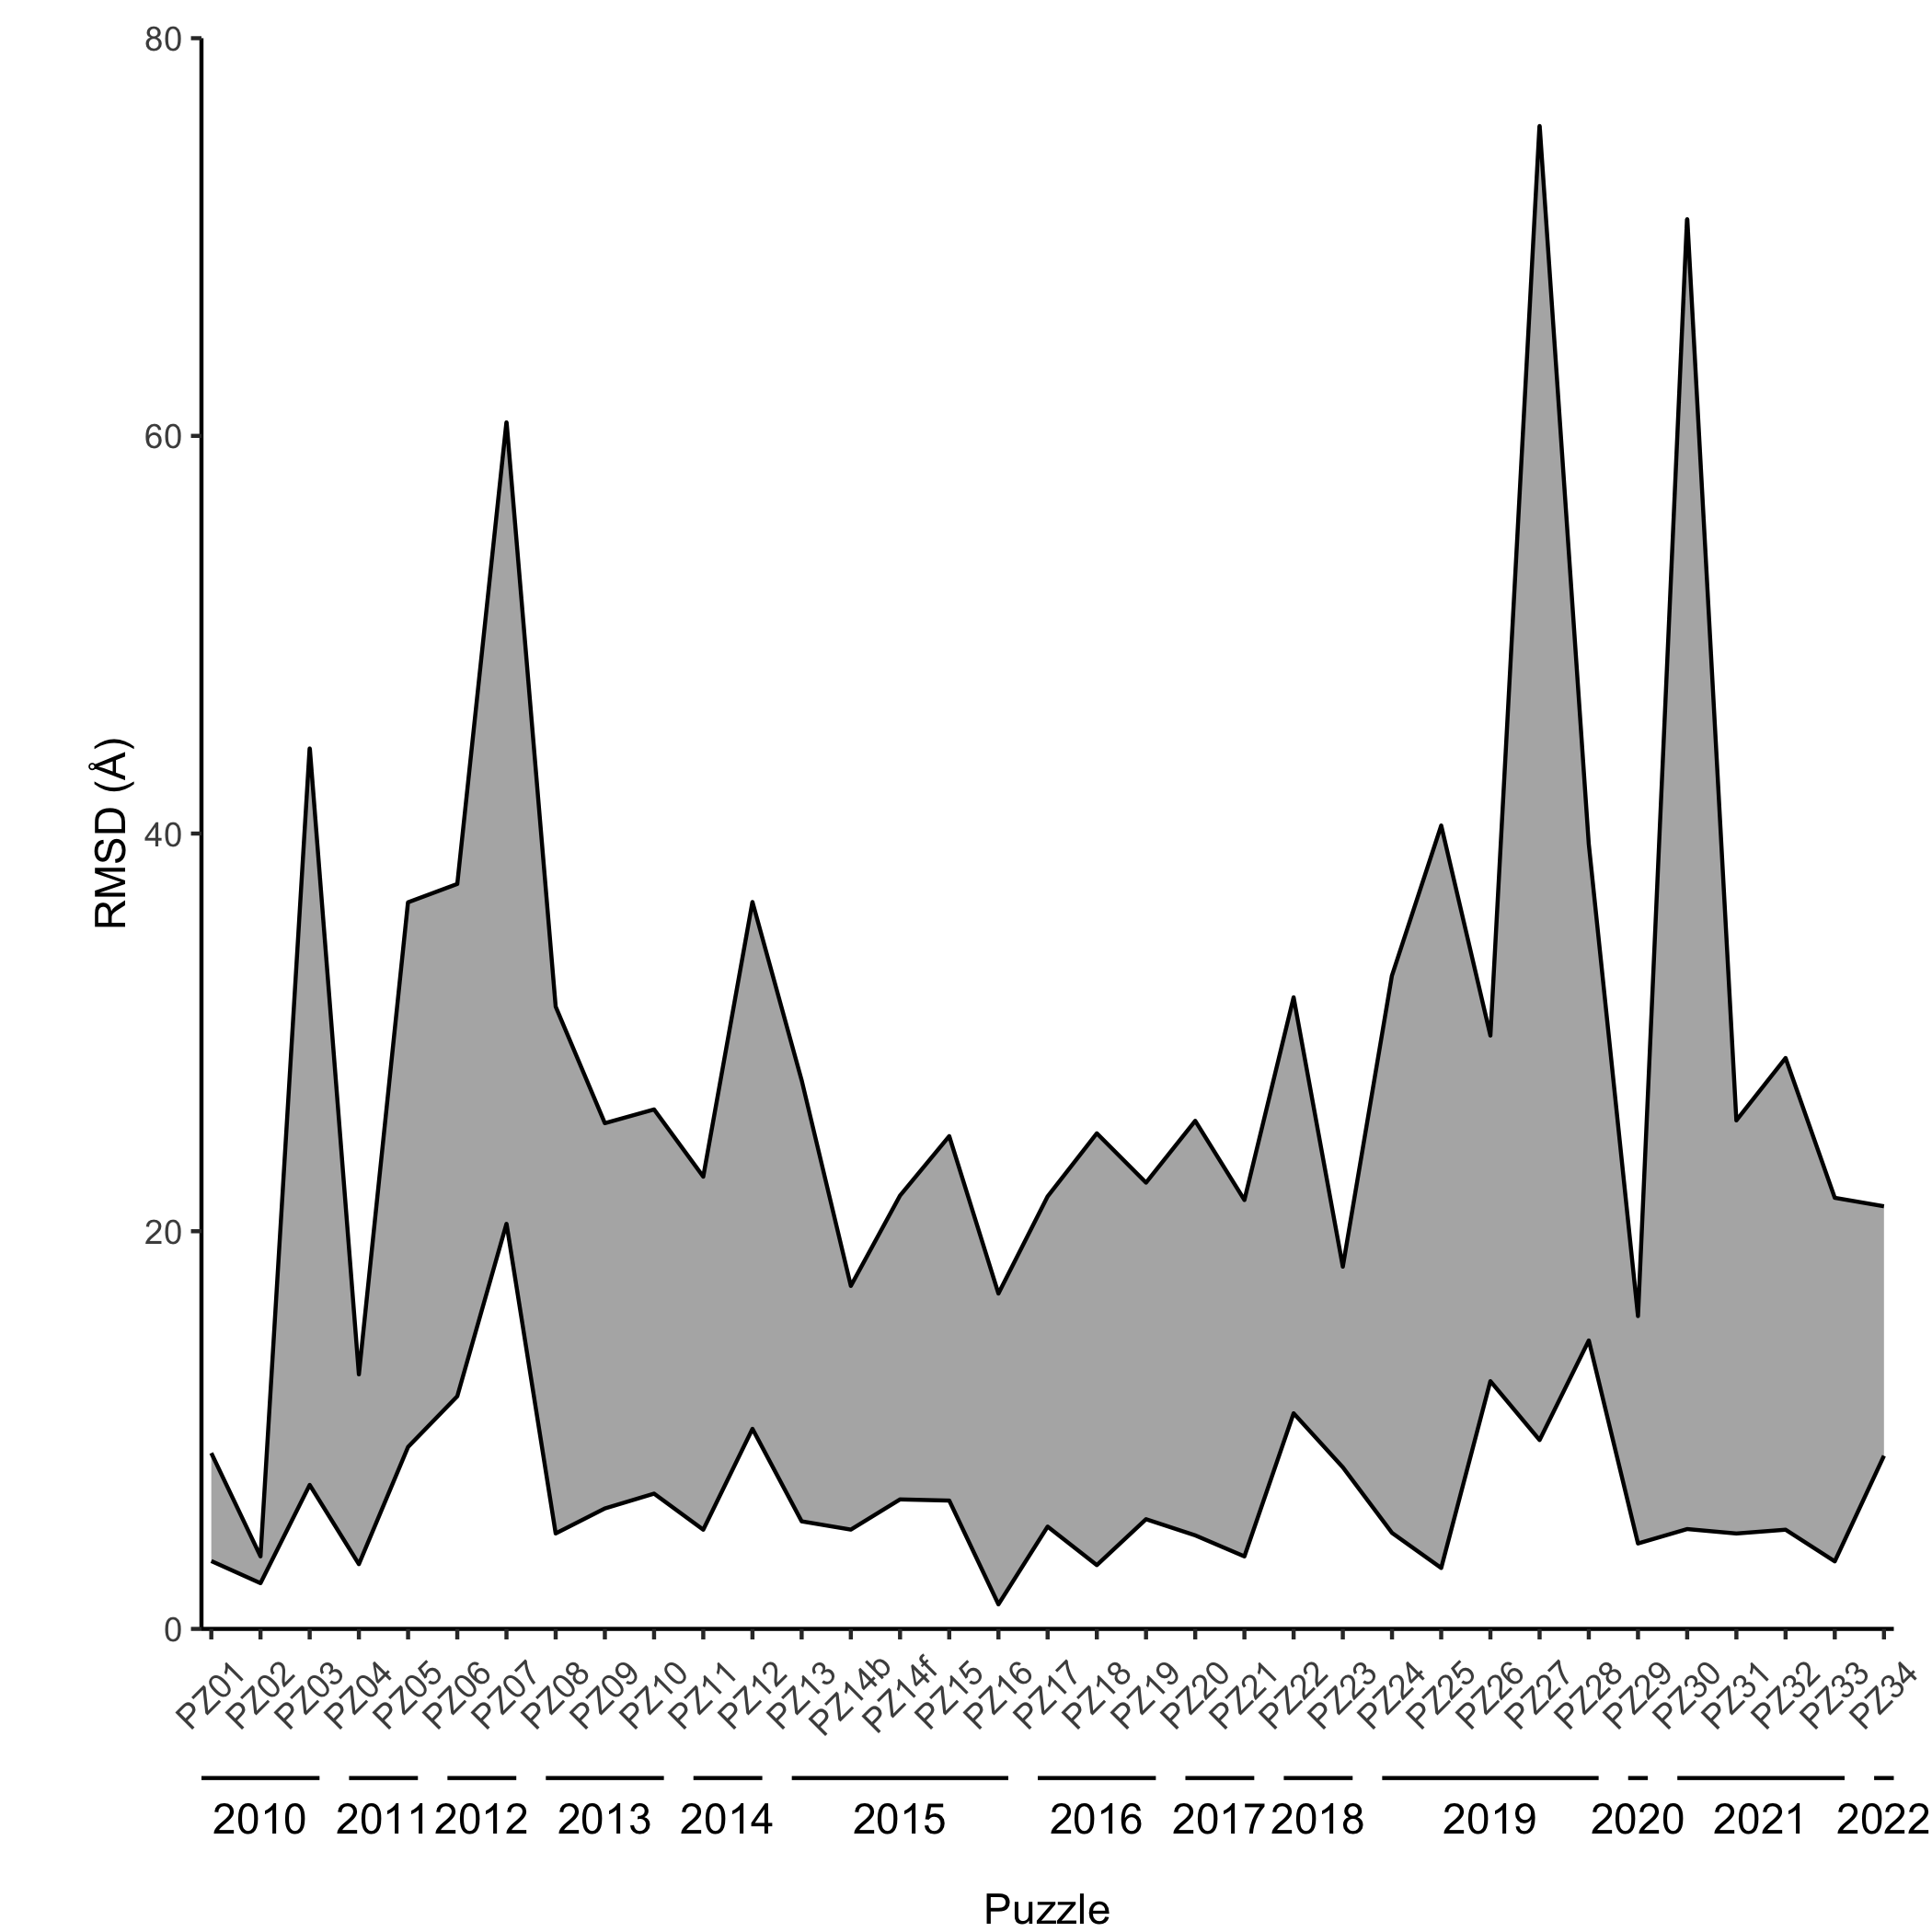 80
60
40
20
0
RMSD (Å)
PZ01 PZ02 PZ03 PZ04 PZ05 PZ06 PZ07 PZ08 PZ09 PZ10 PZ11 PZ12 PZ13 PZ14b PZ14f PZ15 PZ16 PZ17 PZ18 PZ19 PZ20 PZ21 PZ22 PZ23 PZ24 PZ25 PZ26 PZ27 PZ28 PZ29 PZ30 PZ31 PZ32 PZ33 PZ34
2010 2011 2012 2013 2014 2015 2016 2017 2018 2019 2020 2021 2022
Puzzle